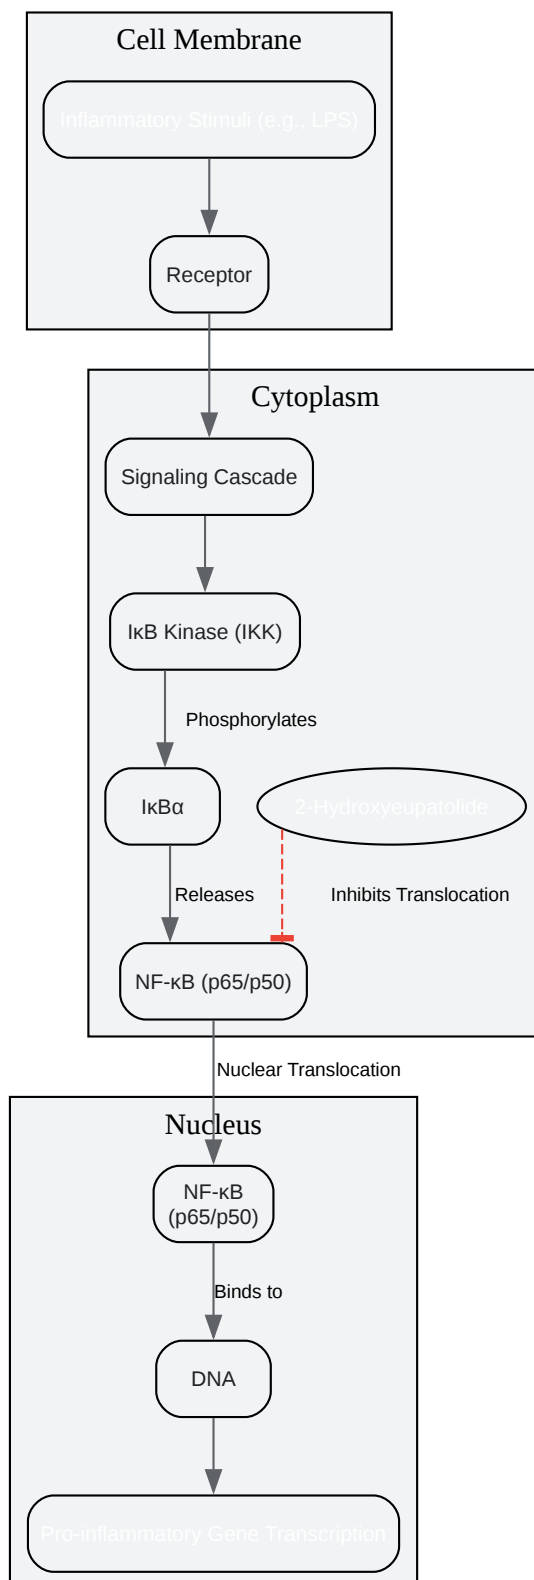 Cell Membrane
Inflammatory Stimuli (e.g., LPS)
Receptor
Cytoplasm
Signaling Cascade
IκB Kinase (IKK)
Phosphorylates
IκBα
2-Hydroxyeupatolide
Releases
Inhibits Translocation
NF-κB (p65/p50)
Nuclear Translocation
Nucleus
NF-κB
(p65/p50)
Binds to
DNA
Pro-inflammatory Gene Transcription